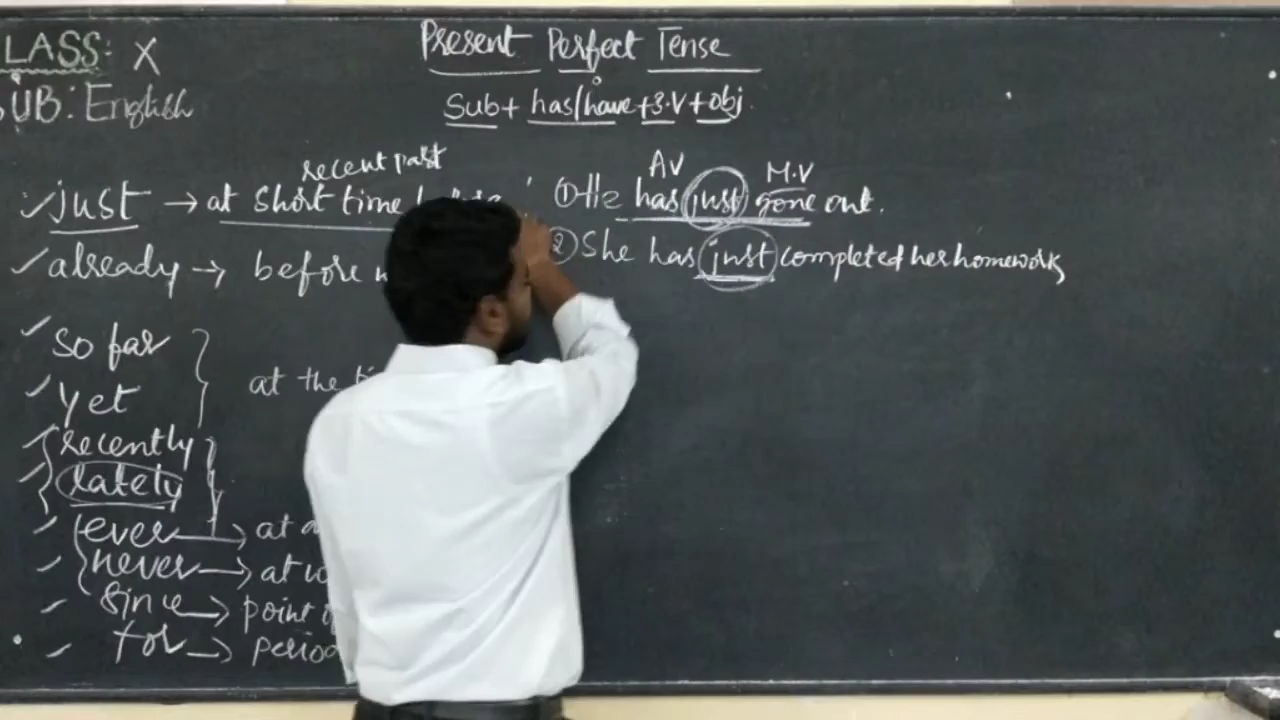 LASS: X
Present Perfect Tense
SUB: English
Sub+ has/have+3.V+Obj.
recent past
AV M.V
just → at short time
① He has just gone out.
already → before
② She has just completed her homework
so far
yet
at the
recently
lately
ever → at
never → at
since → point
for → period